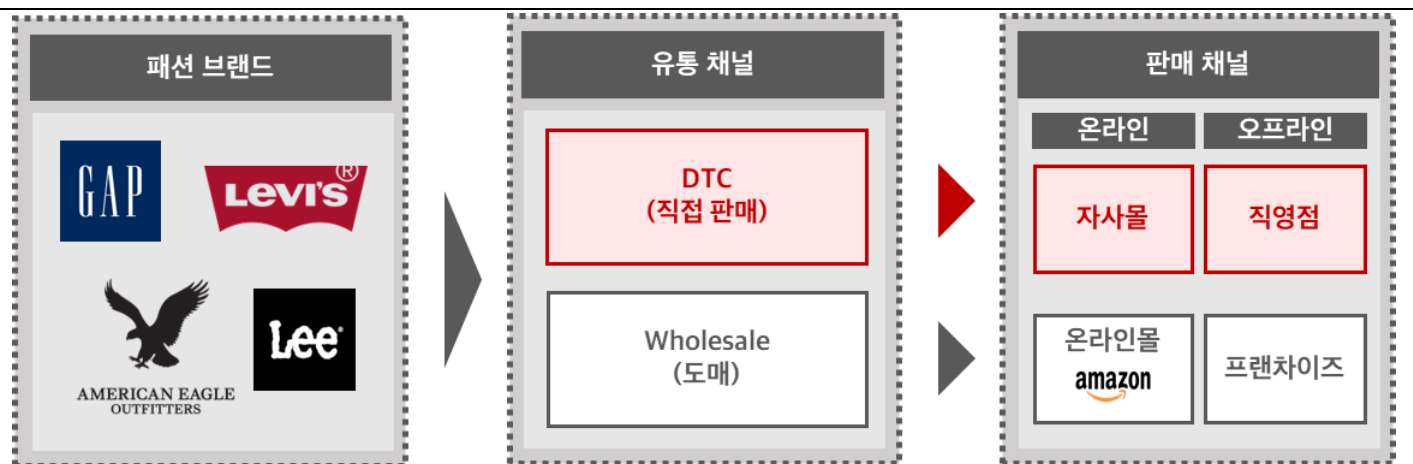 패션 브랜드
GAP
LEVI'S®
AMERICAN EAGLE
OUTFITTERS
Lee®
유통 채널
DTC
(직접 판매)
Wholesale
(도매)
판매 채널
온라인
오프라인
자사몰
직영점
온라인몰
amazon
프랜차이즈